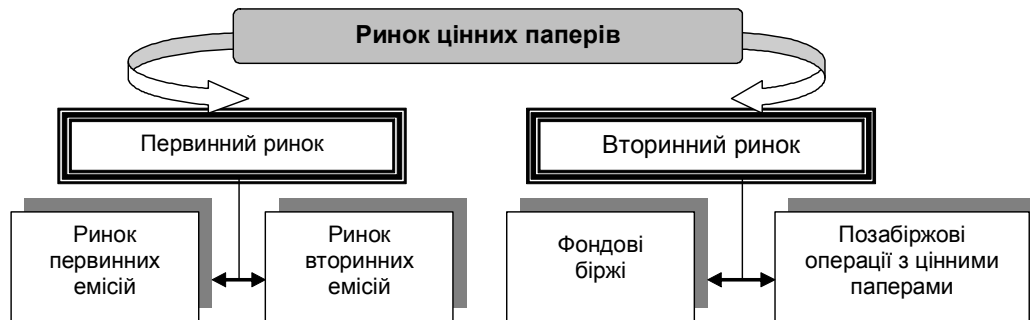 Ринок цінних паперів
Первинний ринок
Вторинний ринок
Ринок
первинних
емісій
Ринок
вторинних
емісій
Фондові
біржі
Позабіржові
операції з цінними
паперами